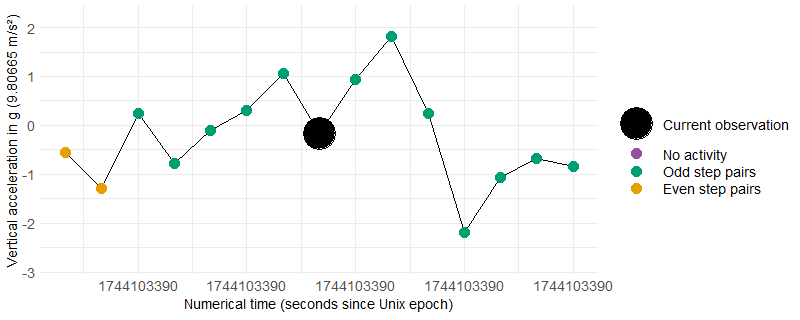 Vertical acceleration in g (9.80665 m/s²)
2
1
0
-1
-2
-3
1744103390 1744103390 1744103390 1744103390 1744103390
Numerical time (seconds since Unix epoch)
Current observation
No activity
Odd step pairs
Even step pairs